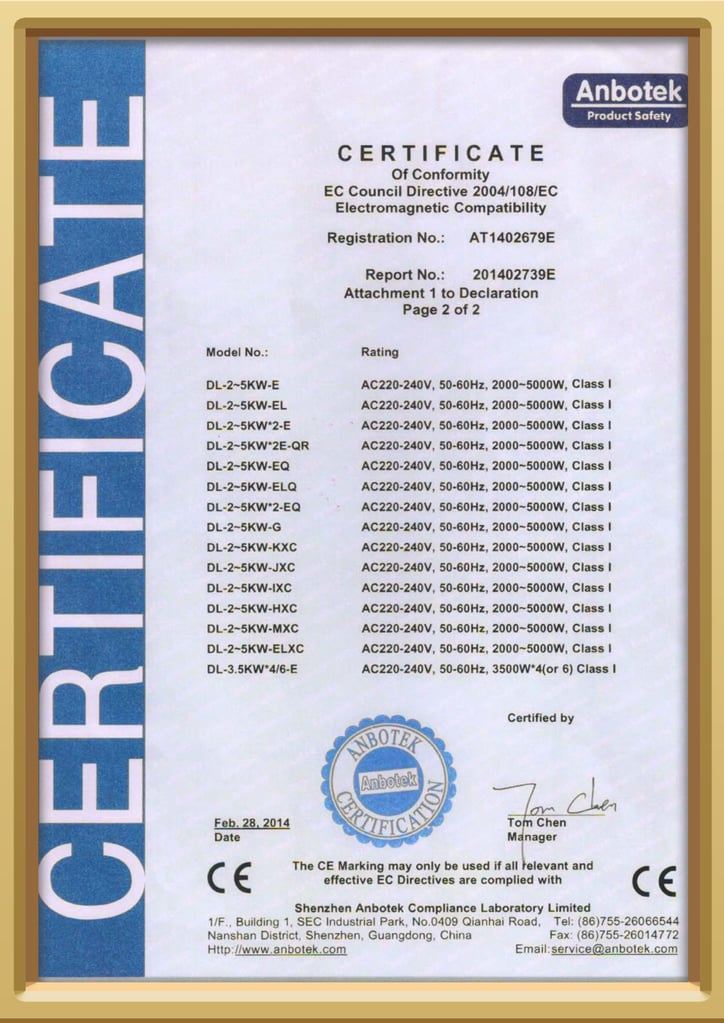 CERTIFICATE
Anbotek
Product Safety
CERTIFICATE
Of Conformity
EC Council Directive 2004/108/EC
Electromagnetic Compatibility
Registration No.: AT1402679E
Report No.: 201402739E
Attachment 1 to Declaration
Page 2 of 2
Model No.: Rating
DL-2~5KW-E AC220-240V, 50-60Hz, 2000~5000W, Class I
DL-2~5KW-EL AC220-240V, 50-60Hz, 2000~5000W, Class I
DL-2~5KW*2-E AC220-240V, 50-60Hz, 2000~5000W, Class I
DL-2~5KW*2E-QR AC220-240V, 50-60Hz, 2000~5000W, Class I
DL-2~5KW-EQ AC220-240V, 50-60Hz, 2000~5000W, Class I
DL-2~5KW-ELQ AC220-240V, 50-60Hz, 2000~5000W, Class I
DL-2~5KW*2-EQ AC220-240V, 50-60Hz, 2000~5000W, Class I
DL-2~5KW-G AC220-240V, 50-60Hz, 2000~5000W, Class I
DL-2~5KW-KXC AC220-240V, 50-60Hz, 2000~5000W, Class I
DL-2~5KW-JXC AC220-240V, 50-60Hz, 2000~5000W, Class I
DL-2~5KW-IXC AC220-240V, 50-60Hz, 2000~5000W, Class I
DL-2~5KW-HXC AC220-240V, 50-60Hz, 2000~5000W, Class I
DL-2~5KW-MXC AC220-240V, 50-60Hz, 2000~5000W, Class I
DL-2~5KW-ELXC AC220-240V, 50-60Hz, 2000~5000W, Class I
DL-3.5KW*4/6-E AC220-240V, 50-60Hz, 3500W*4(or 6) Class I
Certified by
ANBOTEK
Anbotek
CERTIFICATION
Tom Chen
Feb. 28, 2014 Tom Chen
Date Manager
CE The CE Marking may only be used if all relevant and CE
effective EC Directives are complied with
Shenzhen Anbotek Compliance Laboratory Limited
1/F., Building 1, SEC Industrial Park, No.0409 Qianhai Road, Tel: (86)755-26066544
Nanshan District, Shenzhen, Guangdong, China Fax: (86)755-26014772
Http://www.anbotek.com Email:service@anbotek.com